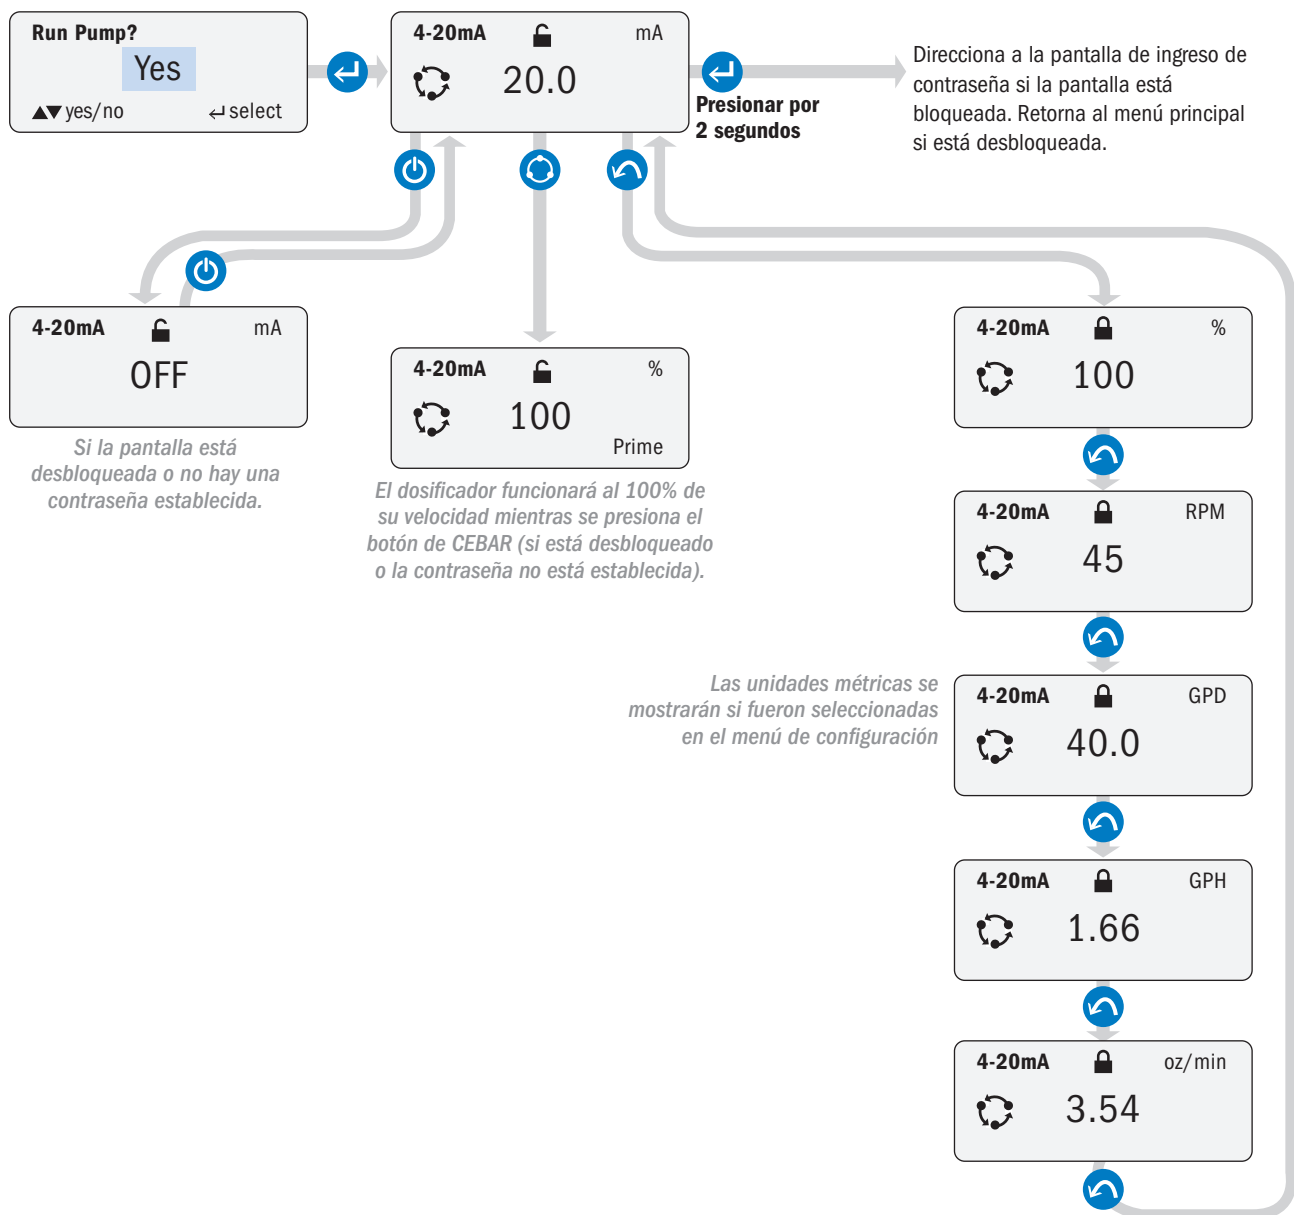 Run Pump?
Yes
▲▼ yes/no ↵ select
4-20mA mA
20.0
Presionar por
2 segundos
Direcciona a la pantalla de ingreso de
contraseña si la pantalla está
bloqueada. Retorna al menú principal
si está desbloqueada.
4-20mA mA
OFF
Si la pantalla está
desbloqueada o no hay una
contraseña establecida.
4-20mA %
100
Prime
El dosificador funcionará al 100% de
su velocidad mientras se presiona el
botón de CEBAR (si está desbloqueado
o la contraseña no está establecida).
4-20mA %
100
4-20mA RPM
45
Las unidades métricas se
mostrarán si fueron seleccionadas
en el menú de configuración
4-20mA GPD
40.0
4-20mA GPH
1.66
4-20mA oz/min
3.54